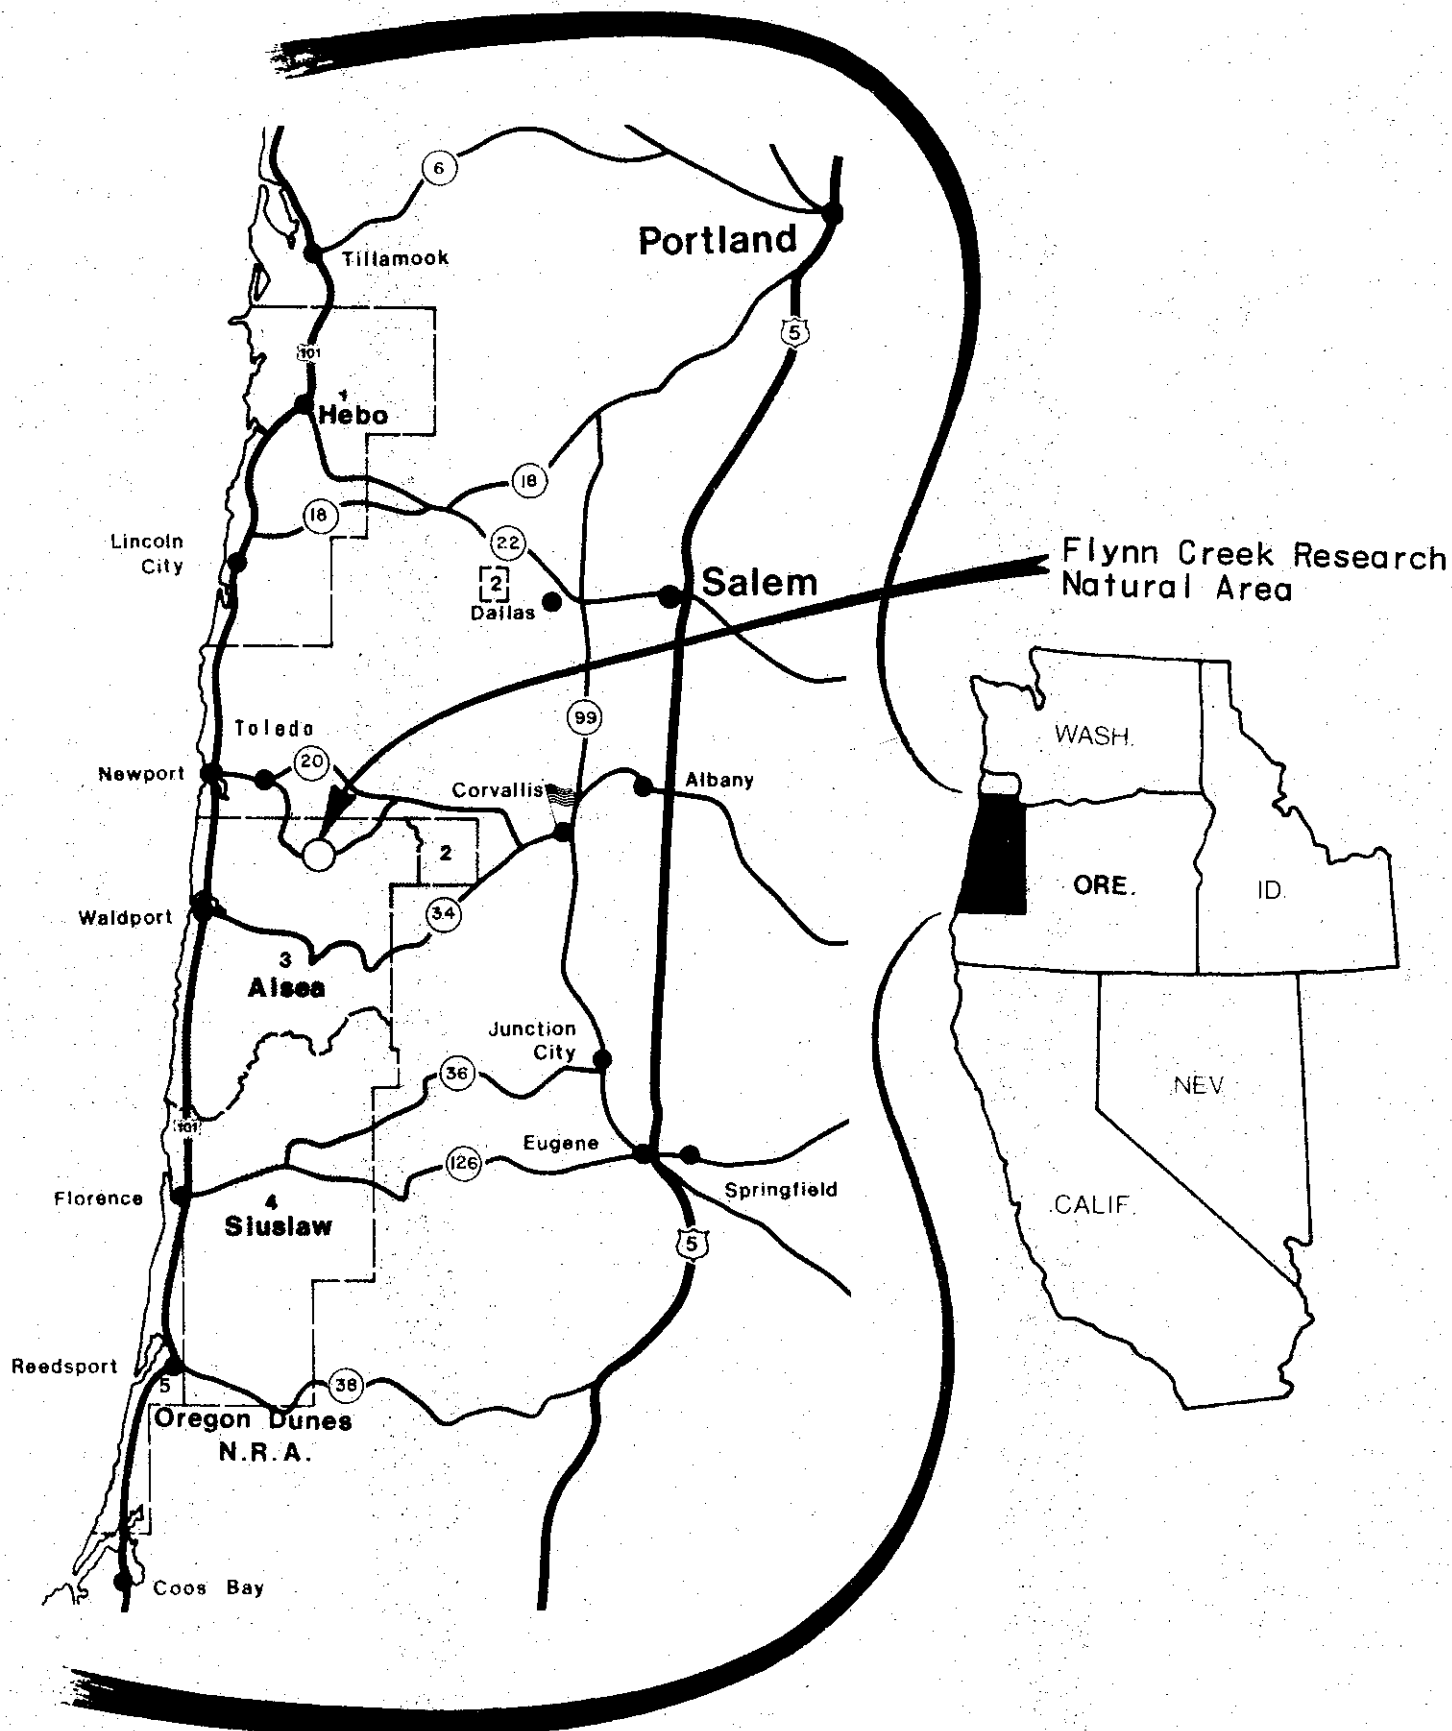 6
Portland
Tillamook
5
101
1
Hebo
18
18
Lincoln
City
22
2
Dallas
Salem
Flynn Creek Research
Natural Area
99
Toledo
20
Newport
Corvallis
Albany
2
Waldport
34
3
Alsea
Junction
City
36
101
Eugene
126
Springfield
Florence
4
Siuslaw
5
Reedsport
5
38
Oregon Dunes
N.R.A.
Coos Bay
WASH.
ORE.
ID.
NEV
CALIF.